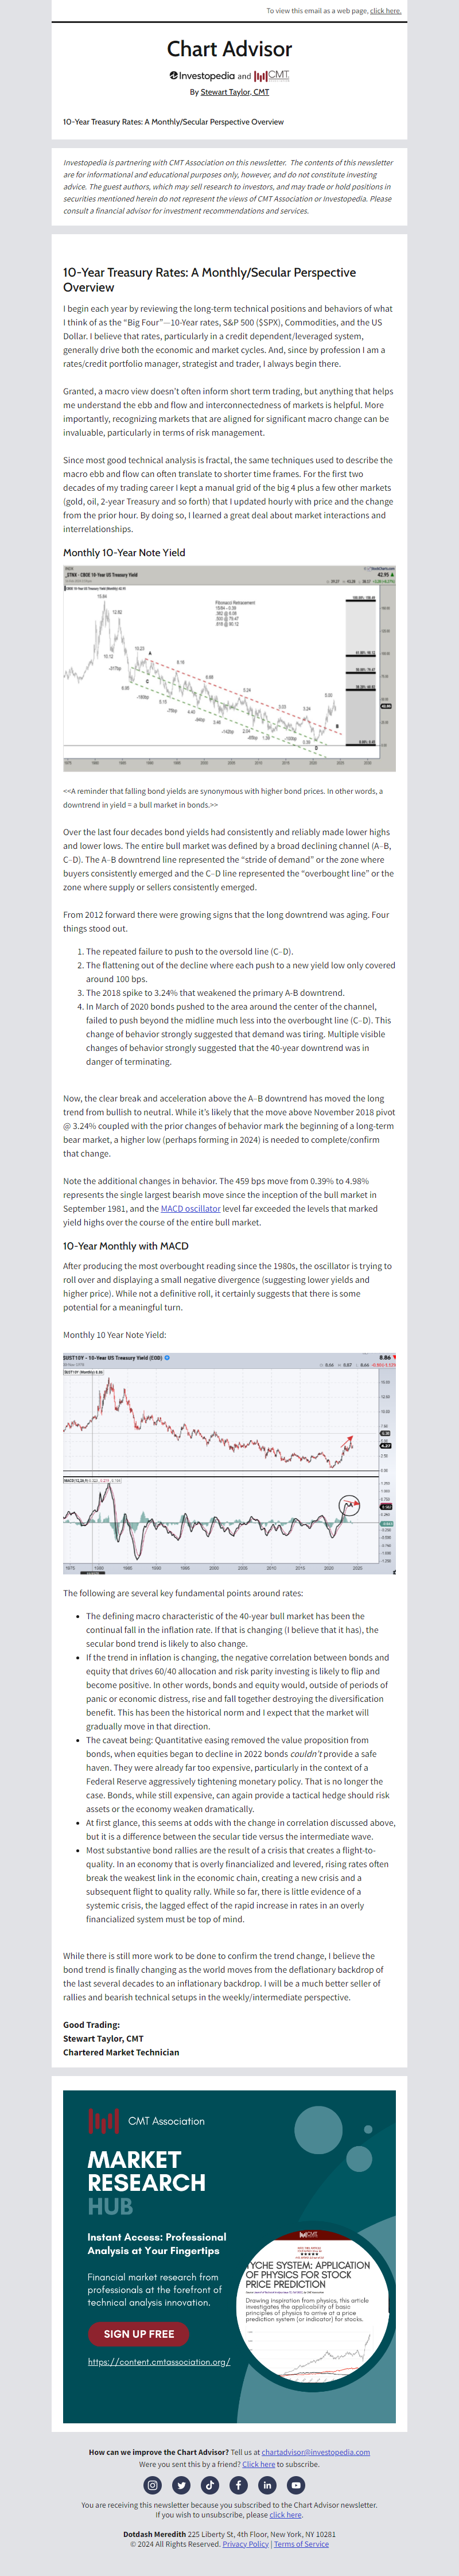 To view this email as a web page, click here.
Chart Advisor
Investopedia and CMT
By Stewart Taylor, CMT
10-Year Treasury Rates: A Monthly/Secular Perspective Overview
Investopedia is partnering with CMT Association on this newsletter. The contents of this newsletter
are for informational and educational purposes only, however, and do not constitute investing
advice. The guest authors, which may sell research to investors, and may trade or hold positions in
securities mentioned herein do not represent the views of CMT Association or Investopedia. Please
consult a financial advisor for investment recommendations and services.
10-Year Treasury Rates: A Monthly/Secular Perspective
Overview
I begin each year by reviewing the long-term technical positions and behaviors of what
I think of as the “Big Four”—10-Year rates, S&P 500 ($SPX), Commodities, and the US
Dollar. I believe that rates, particularly in a credit dependent/leveraged system,
generally drive both the economic and market cycles. And, since by profession I am a
rates/credit portfolio manager, strategist and trader, I always begin there.
Granted, a macro view doesn’t often inform short term trading, but anything that helps
me understand the ebb and flow and interconnectedness of markets is helpful. More
importantly, recognizing markets that are aligned for significant macro change can be
invaluable, particularly in terms of risk management.
Since most good technical analysis is fractal, the same techniques used to describe the
macro ebb and flow can often translate to shorter time frames. For the first two
decades of my trading career I kept a manual grid of the big 4 plus a few other markets
(gold, oil, 2-year Treasury and so forth) that I updated hourly with price and the change
from the prior hour. By doing so, I learned a great deal about market interactions and
interrelationships.
Monthly 10-Year Note Yield
42.95
15.84
12.92
10.12
10.23
A
C
B
D
<<A reminder that falling bond yields are synonymous with higher bond prices. In other words, a
downtrend in yield = a bull market in bonds.>>
Over the last four decades bond yields had consistently and reliably made lower highs
and lower lows. The entire bull market was defined by a broad declining channel (A-B,
C-D). The A-B downtrend line represented the “stride of demand” or the zone where
buyers consistently emerged and the C-D line represented the “overbought line” or the
zone where supply or sellers consistently emerged.
From 2012 forward there were growing signs that the long downtrend was aging. Four
things stood out.
1. The repeated failure to push to the oversold line (C-D).
2. The flattening out of the decline where each push to a new yield low only covered
around 100 bps.
3. The 2018 spike to 3.24% that weakened the primary A-B downtrend.
4. In March of 2020 bonds pushed to the area around the center of the channel,
failed to push beyond the midline much less into the overbought line (C-D). This
change of behavior strongly suggested that demand was tiring. Multiple visible
changes of behavior strongly suggested that the 40-year downtrend was in
danger of terminating.
Now, the clear break and acceleration above the A-B downtrend has moved the long
trend from bullish to neutral. While it’s likely that the move above November 2018 pivot
@ 3.24% coupled with the prior changes of behavior mark the beginning of a long-term
bear market, a higher low (perhaps forming in 2024) is needed to complete/confirm
that change.
Note the additional changes in behavior. The 459 bps move from 0.39% to 4.98%
represents the single largest bearish move since the inception of the bull market in
September 1981, and the MACD oscillator level far exceeded the levels that marked
yield highs over the course of the entire bull market.
10-Year Monthly with MACD
After producing the most overbought reading since the 1980s, the oscillator is trying to
roll over and displaying a small negative divergence (suggesting lower yields and
higher price). While not a definitive roll, it certainly suggests that there is some
potential for a meaningful turn.
Monthly 10 Year Note Yield:
$UST10Y - 10-Year US Treasury Yield (EOD)
8.86
The following are several key fundamental points around rates:
• The defining macro characteristic of the 40-year bull market has been the
continual fall in the inflation rate. If that is changing (I believe that it has), the
secular bond trend is likely to also change.
• If the trend in inflation is changing, the negative correlation between bonds and
equity that drives 60/40 allocation and risk parity investing is likely to flip and
become positive. In other words, bonds and equity would, outside of periods of
panic or economic distress, rise and fall together destroying the diversification
benefit. This has been the historical norm and I expect that the market will
gradually move in that direction.
• The caveat being: Quantitative easing removed the value proposition from
bonds, when equities began to decline in 2022 bonds couldn’t provide a safe
haven. They were already far too expensive, particularly in the context of a
Federal Reserve aggressively tightening monetary policy. That is no longer the
case. Bonds, while still expensive, can again provide a tactical hedge should risk
assets or the economy weaken dramatically.
• At first glance, this seems at odds with the change in correlation discussed above,
but it is a difference between the secular tide versus the intermediate wave.
• Most substantive bond rallies are the result of a crisis that creates a flight-to-
quality. In an economy that is overly financialized and levered, rising rates often
break the weakest link in the economic chain, creating a new crisis and a
subsequent flight to quality rally. While so far, there is little evidence of a
systemic crisis, the lagged effect of the rapid increase in rates in an overly
financialized system must be top of mind.
While there is still more work to be done to confirm the trend change, I believe the
bond trend is finally changing as the world moves from the deflationary backdrop of
the last several decades to an inflationary backdrop. I will be a much better seller of
rallies and bearish technical setups in the weekly/intermediate perspective.
Good Trading:
Stewart Taylor, CMT
Chartered Market Technician
CMT Association
MARKET
RESEARCH
HUB
Instant Access: Professional
Analysis at Your Fingertips
Financial market research from
professionals at the forefront of
technical analysis innovation.
SIGN UP FREE
https://content.cmtassociation.org/
YCHE SYSTEM: APPLICATION
OF PHYSICS FOR STOCK
PRICE PREDICTION
Drawing inspiration from physics, this article
investigates the applicability of basic
principles of physics to arrive at a price
prediction system (or indicator) for stocks.
How can we improve the Chart Advisor? Tell us at chartadvisor@investopedia.com
Were you sent this by a friend? Click here to subscribe.
You are receiving this newsletter because you subscribed to the Chart Advisor newsletter.
If you wish to unsubscribe, please click here.
Dotdash Meredith 225 Liberty St, 4th Floor, New York, NY 10281
© 2024 All Rights Reserved. Privacy Policy | Terms of Service